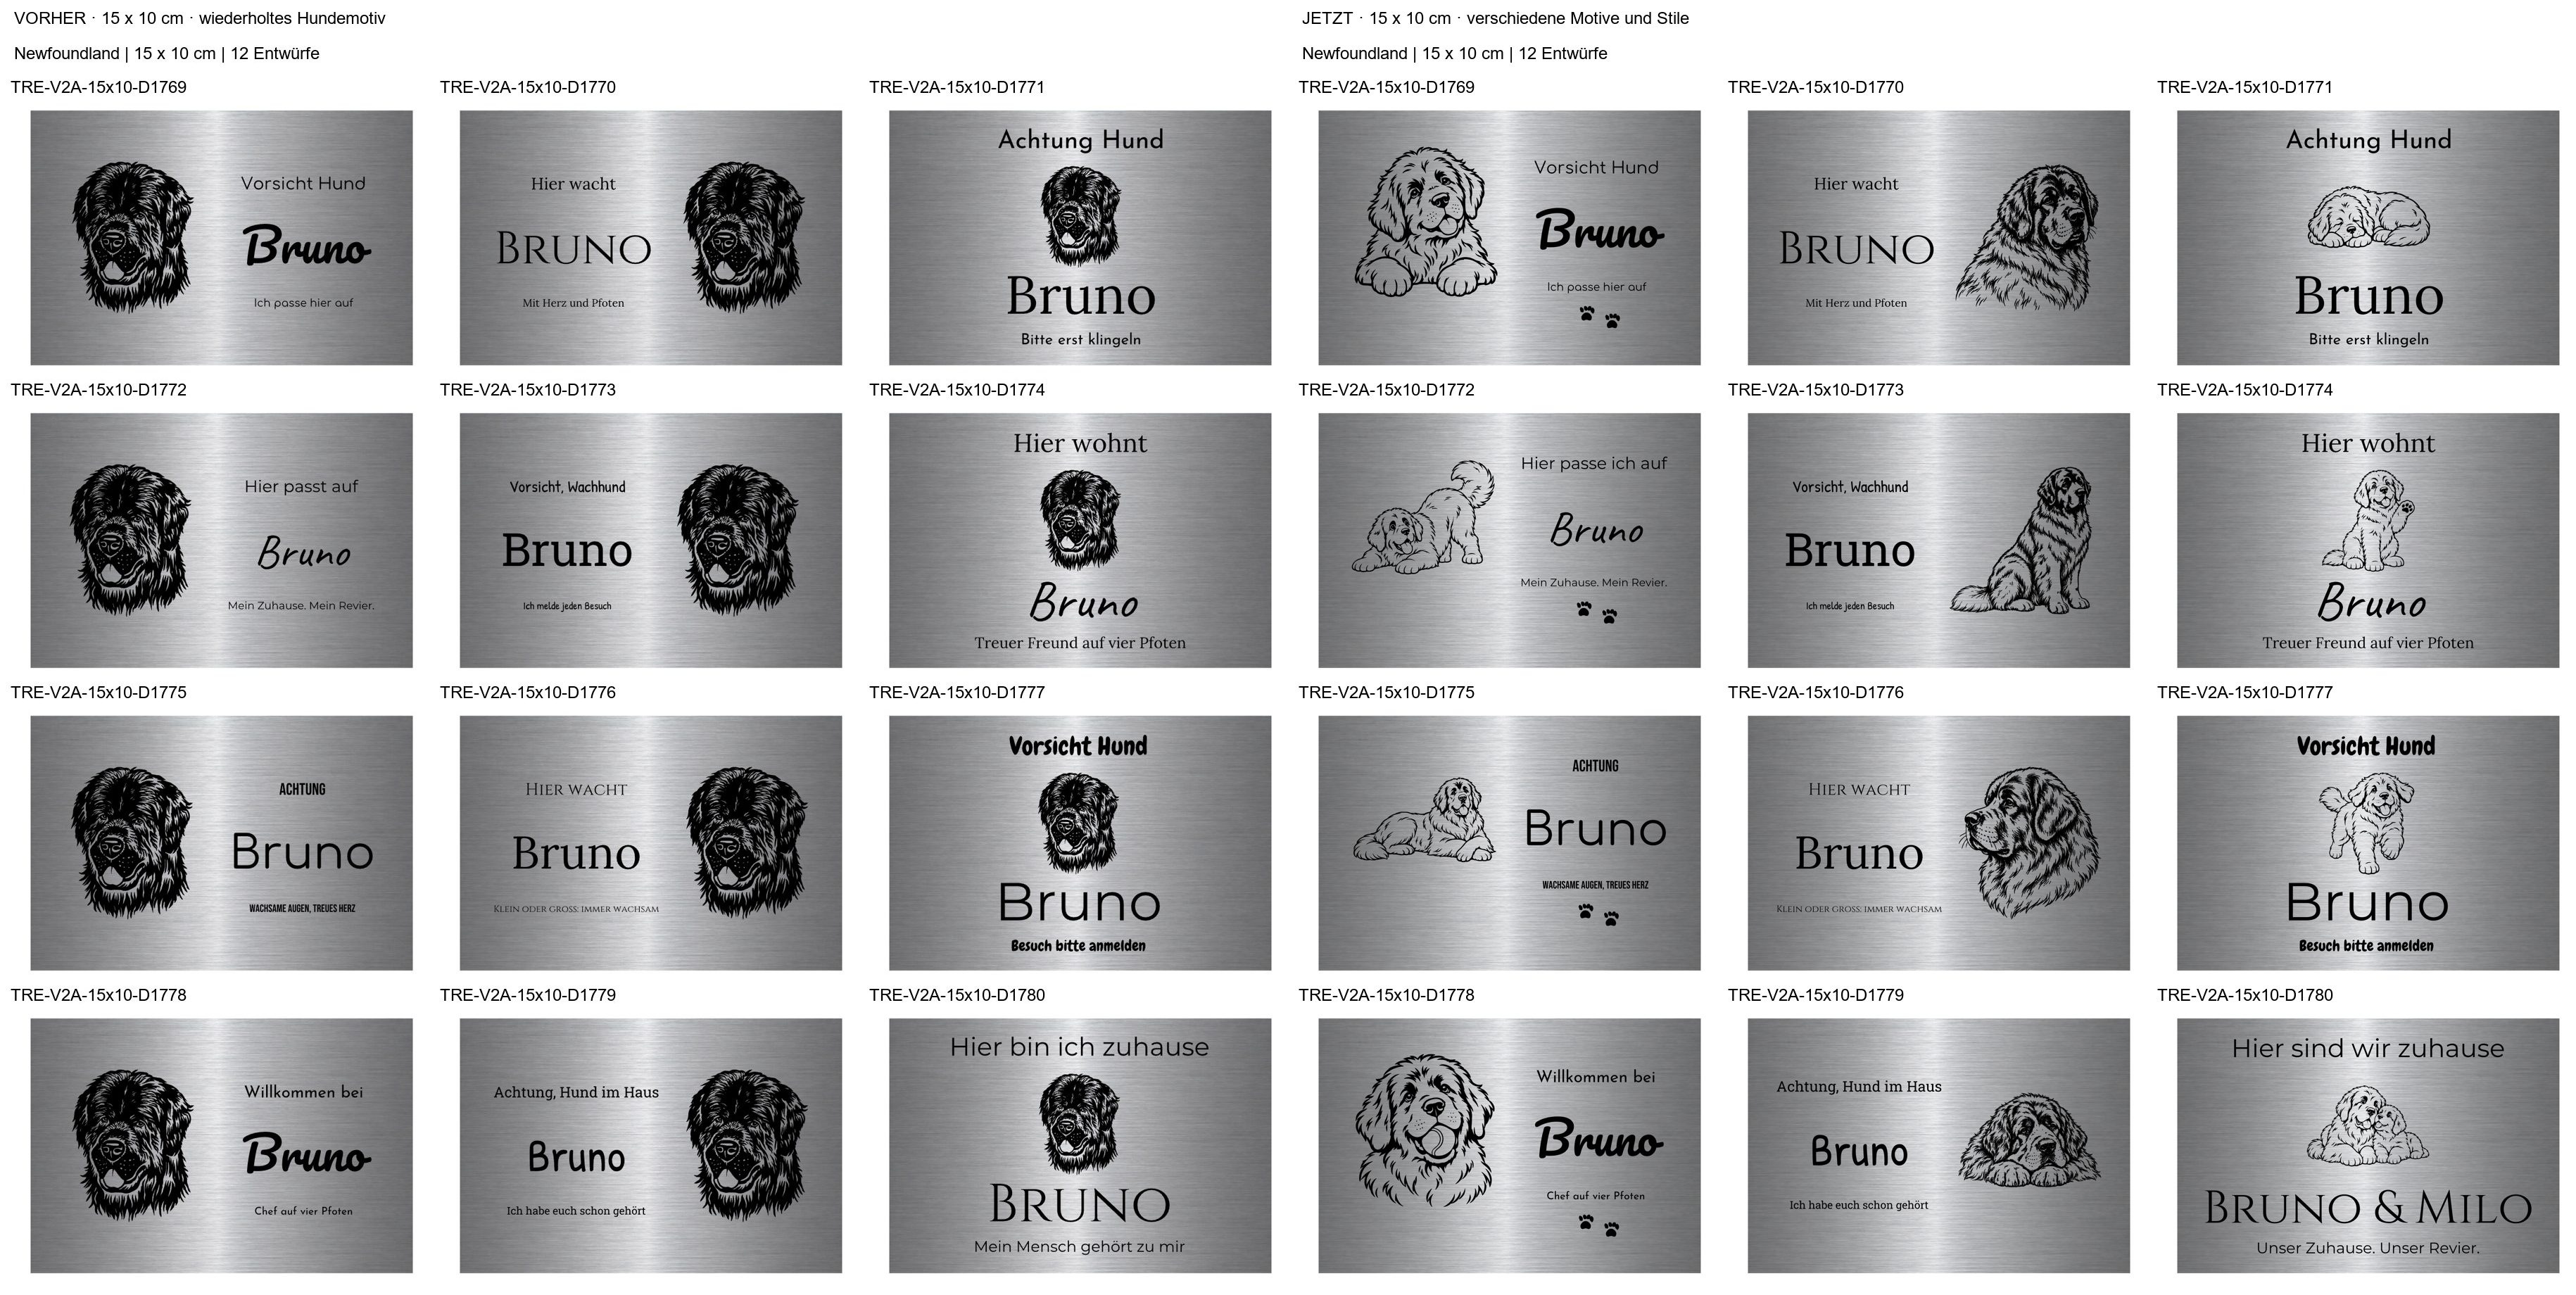 VORHER · 15 x 10 cm · wiederholtes Hundemotiv
Newfoundland | 15 x 10 cm | 12 Entwürfe
TRE-V2A-15x10-D1769
Vorsicht Hund
Bruno
Ich passe hier auf
TRE-V2A-15x10-D1770
Hier wacht
BRUNO
Mit Herz und Pfoten
TRE-V2A-15x10-D1771
Achtung Hund
Bruno
Bitte erst klingeln
TRE-V2A-15x10-D1772
Hier passt auf
Bruno
Mein Zuhause. Mein Revier.
TRE-V2A-15x10-D1773
Vorsicht, Wachhund
Bruno
Ich melde jeden Besuch
TRE-V2A-15x10-D1774
Hier wohnt
Bruno
Treuer Freund auf vier Pfoten
TRE-V2A-15x10-D1775
ACHTUNG
Bruno
WACHSAME AUGEN, TREUES HERZ
TRE-V2A-15x10-D1776
HIER WACHT
Bruno
KLEIN ODER GROSS: IMMER WACHSAM
TRE-V2A-15x10-D1777
Vorsicht Hund
Bruno
Besuch bitte anmelden
TRE-V2A-15x10-D1778
Willkommen bei
Bruno
Chef auf vier Pfoten
TRE-V2A-15x10-D1779
Achtung, Hund im Haus
Bruno
Ich habe euch schon gehört
TRE-V2A-15x10-D1780
Hier bin ich zuhause
BRUNO
Mein Mensch gehört zu mir
JETZT · 15 x 10 cm · verschiedene Motive und Stile
Newfoundland | 15 x 10 cm | 12 Entwürfe
TRE-V2A-15x10-D1769
Vorsicht Hund
Bruno
Ich passe hier auf
TRE-V2A-15x10-D1770
Hier wacht
BRUNO
Mit Herz und Pfoten
TRE-V2A-15x10-D1771
Achtung Hund
Bruno
Bitte erst klingeln
TRE-V2A-15x10-D1772
Hier passe ich auf
Bruno
Mein Zuhause. Mein Revier.
TRE-V2A-15x10-D1773
Vorsicht, Wachhund
Bruno
Ich melde jeden Besuch
TRE-V2A-15x10-D1774
Hier wohnt
Bruno
Treuer Freund auf vier Pfoten
TRE-V2A-15x10-D1775
ACHTUNG
Bruno
WACHSAME AUGEN, TREUES HERZ
TRE-V2A-15x10-D1776
HIER WACHT
Bruno
KLEIN ODER GROSS: IMMER WACHSAM
TRE-V2A-15x10-D1777
Vorsicht Hund
Bruno
Besuch bitte anmelden
TRE-V2A-15x10-D1778
Willkommen bei
Bruno
Chef auf vier Pfoten
TRE-V2A-15x10-D1779
Achtung, Hund im Haus
Bruno
Ich habe euch schon gehört
TRE-V2A-15x10-D1780
Hier sind wir zuhause
BRUNO & MILO
Unser Zuhause. Unser Revier.